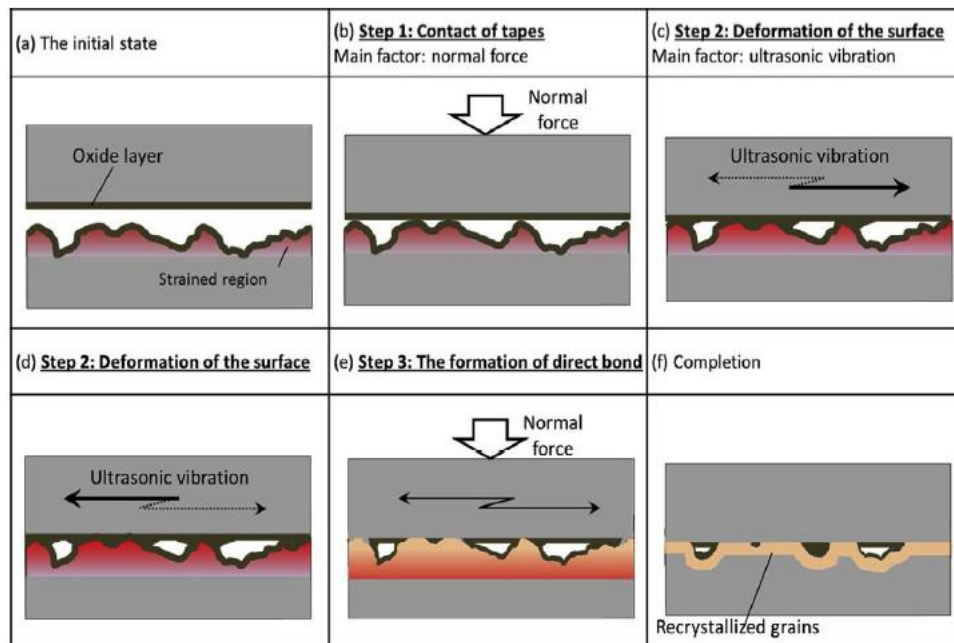 (a) The initial state
(b) Step 1: Contact of tapes
Main factor: normal force
(c) Step 2: Deformation of the surface
Main factor: ultrasonic vibration
Oxide layer
Strained region
Normal
force
Ultrasonic vibration
(d) Step 2: Deformation of the surface
(e) Step 3: The formation of direct bond
(f) Completion
Ultrasonic vibration
Normal
force
Recrystallized grains